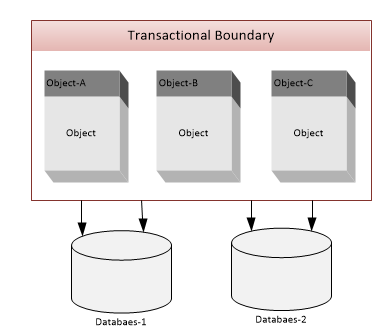 Transactional Boundary
Object-A Object-B Object-C
Object Object Object
Databaes-1 Databaes-2